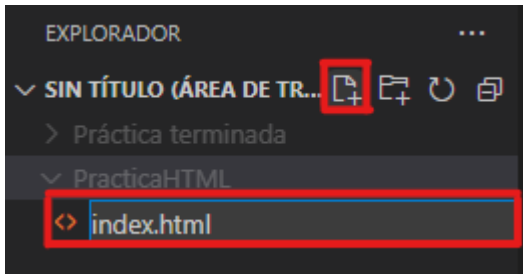 EXPLORADOR
SIN TÍTULO (ÁREA DE TR...
Práctica terminada
PracticaHTML
index.html